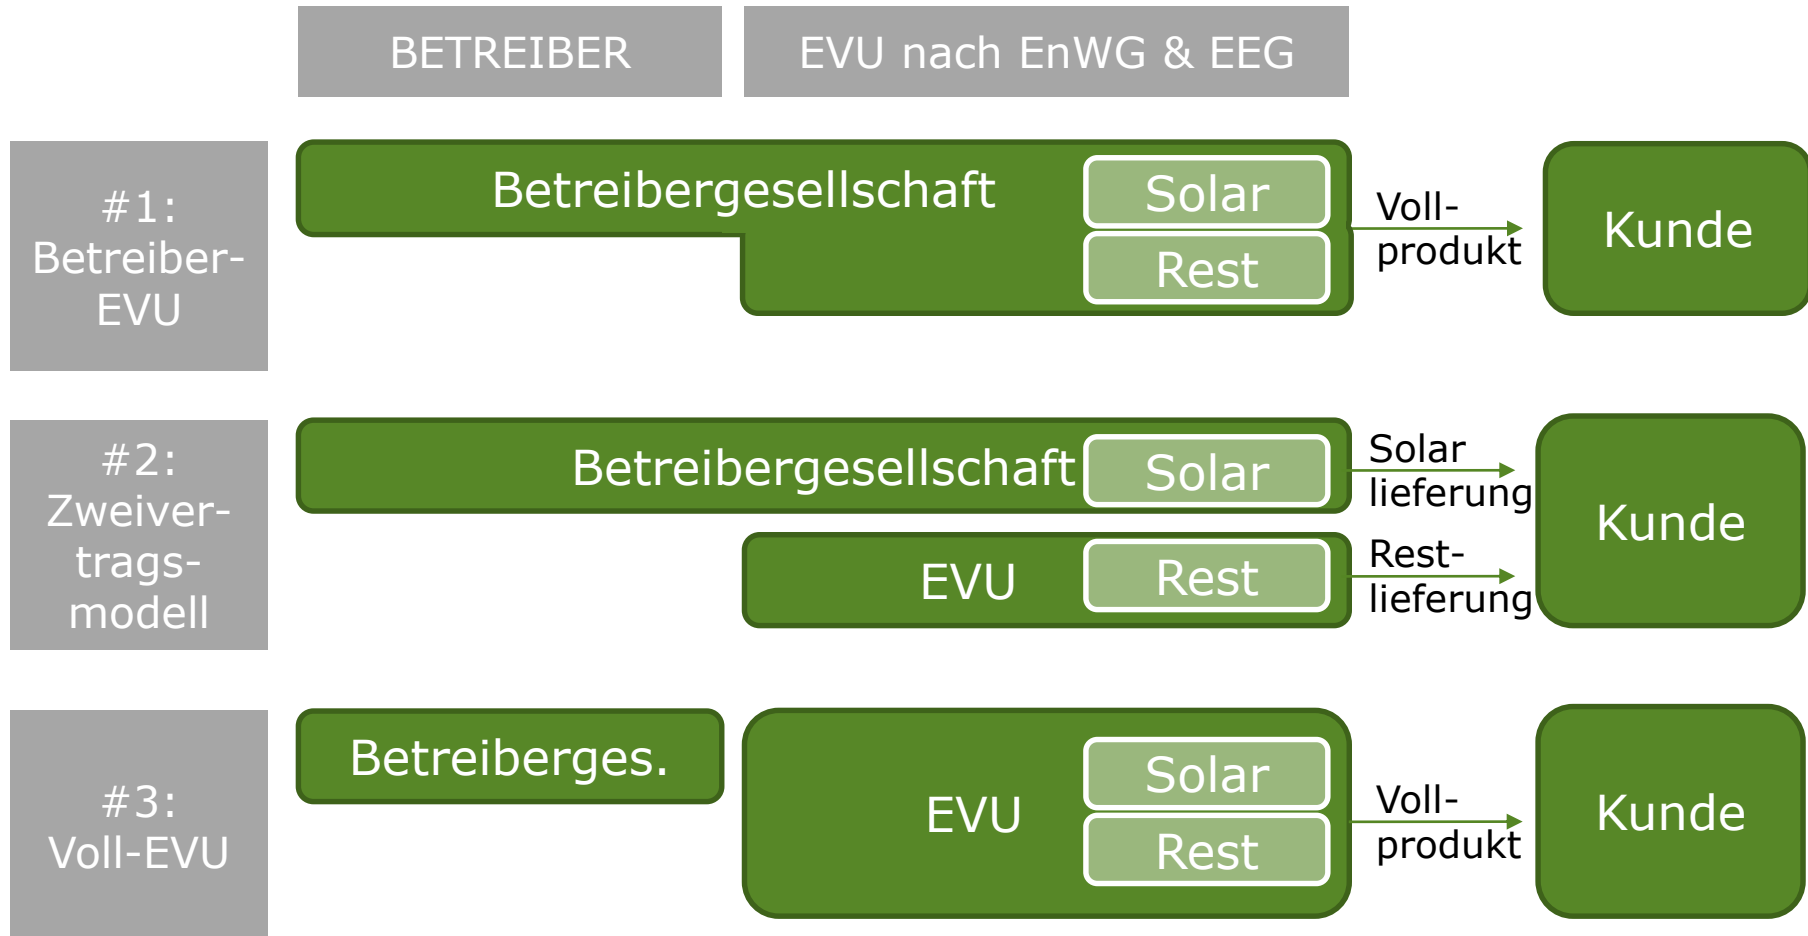 BETREIBER
EVU nach EnWG & EEG
#1:
Betreiber-
EVU
Betreibergesellschaft
Solar
Rest
Voll-
produkt
Kunde
#2:
Zweiver-
trags-
modell
Betreibergesellschaft
Solar
Solar
lieferung
EVU
Rest
Rest-
lieferung
Kunde
#3:
Voll-EVU
Betreiberges.
EVU
Solar
Rest
Voll-
produkt
Kunde